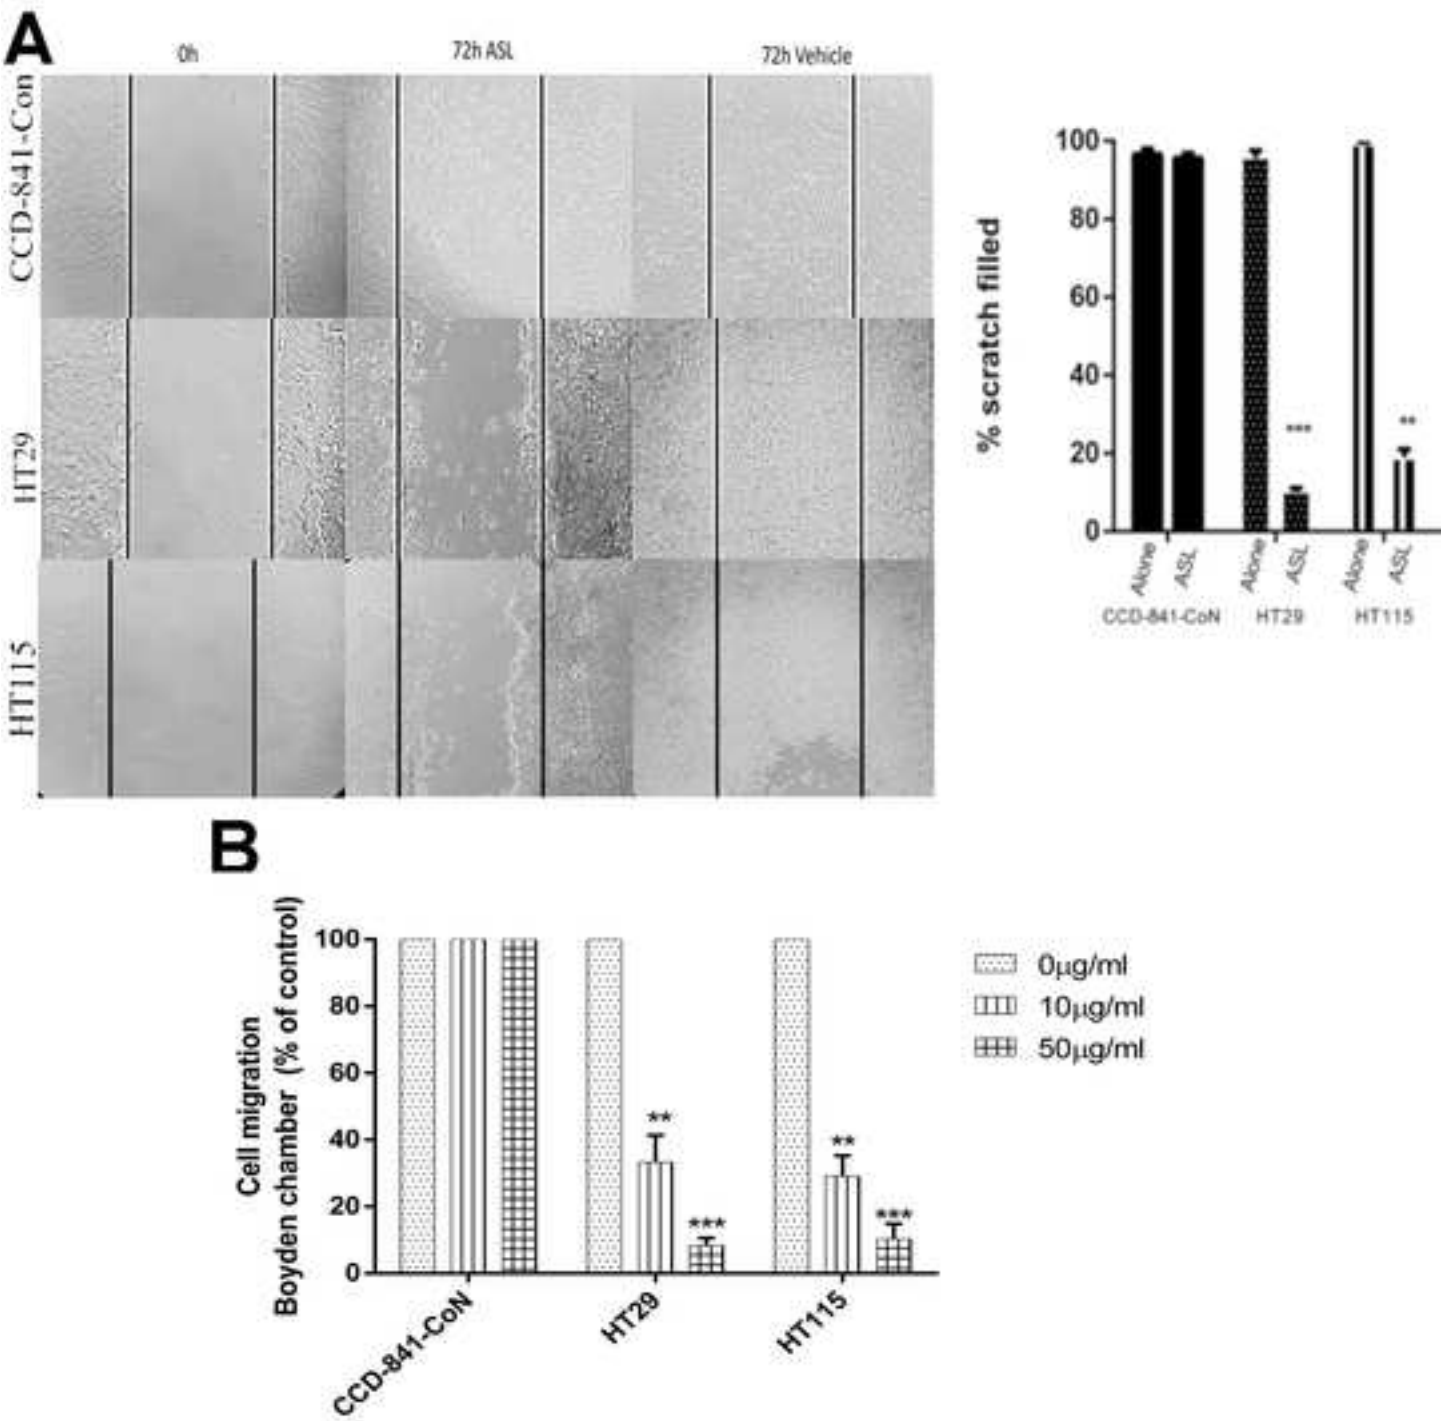 A
0h
72h ASL
72h Vehicle
CCD-841-Con
HT29
HT115
% scratch filled
100
80
60
40
20
0
***
**
Alone
ASL
Alone
ASL
Alone
ASL
CCD-841-CoN
HT29
HT115
B
Cell migration
Boyden chamber (% of control)
100
80
60
40
20
0
**
***
**
***
CCD-841-CoN
HT29
HT115
0µg/ml
10µg/ml
50µg/ml